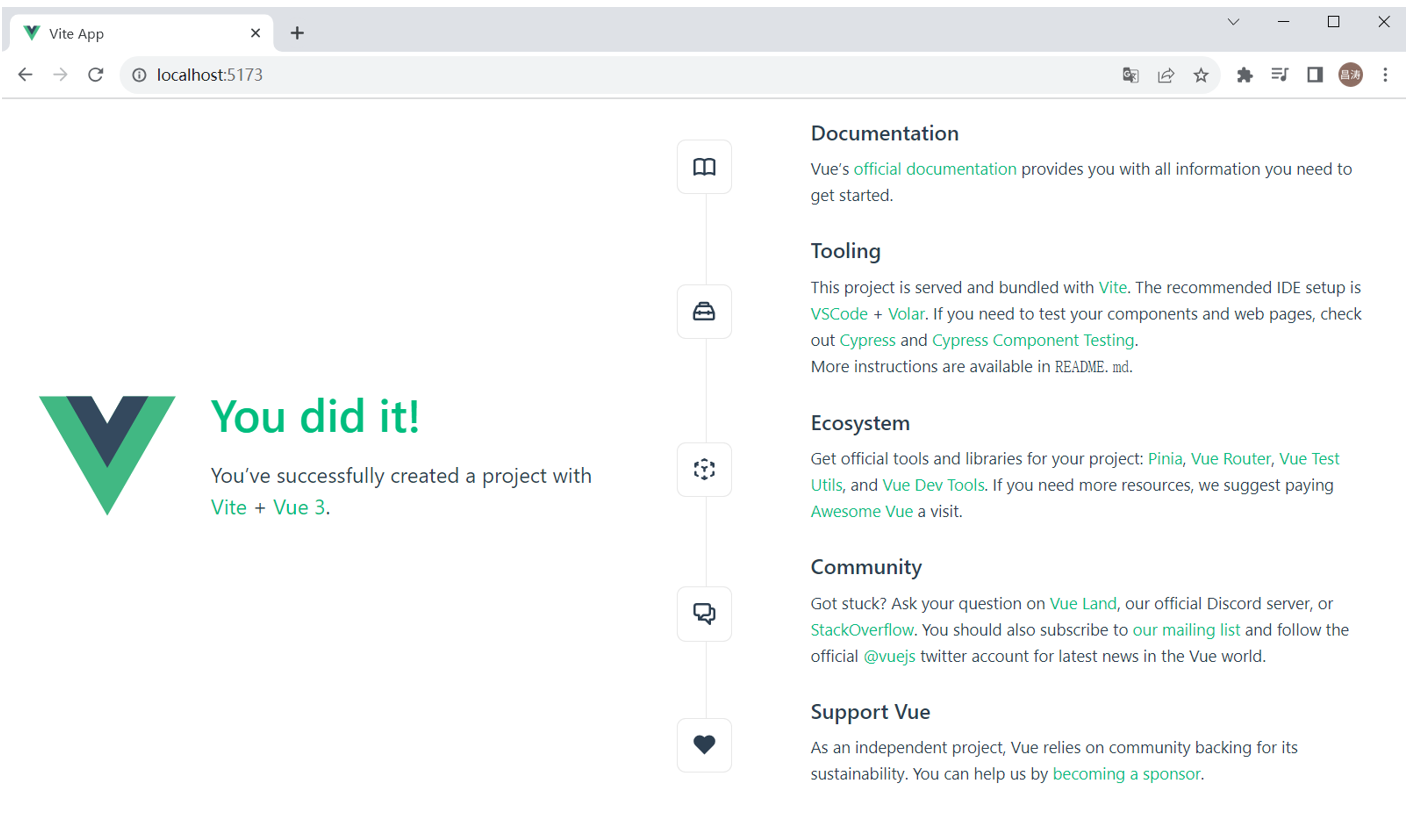 Vite App
localhost:5173
昌涛
You did it!
You’ve successfully created a project with
Vite + Vue 3.
Documentation
Vue’s official documentation provides you with all information you need to
get started.
Tooling
This project is served and bundled with Vite. The recommended IDE setup is
VSCode + Volar. If you need to test your components and web pages, check
out Cypress and Cypress Component Testing.
More instructions are available in README.md.
Ecosystem
Get official tools and libraries for your project: Pinia, Vue Router, Vue Test
Utils, and Vue Dev Tools. If you need more resources, we suggest paying
Awesome Vue a visit.
Community
Got stuck? Ask your question on Vue Land, our official Discord server, or
StackOverflow. You should also subscribe to our mailing list and follow the
official @vuejs twitter account for latest news in the Vue world.
Support Vue
As an independent project, Vue relies on community backing for its
sustainability. You can help us by becoming a sponsor.